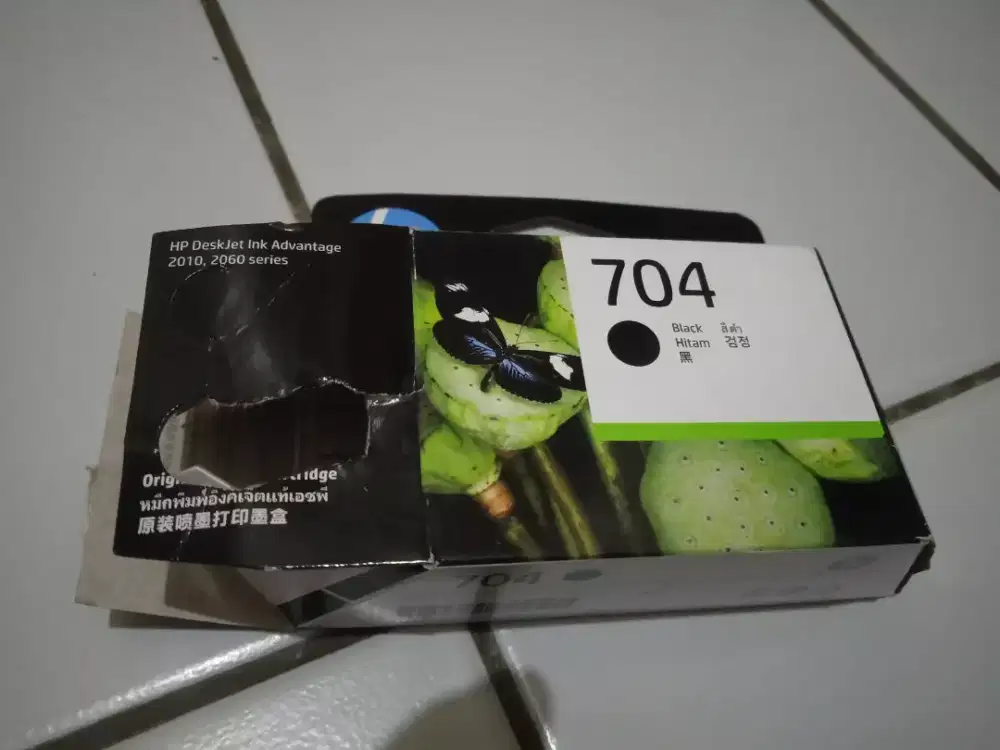 HP DeskJet Ink Advantage
2010, 2060 series
704
Black สีดำ
Hitam 검정
黑
หมึกพิมพ์อิงค์เจ็ตแท้เอชพี
原装喷墨打印墨盒
704